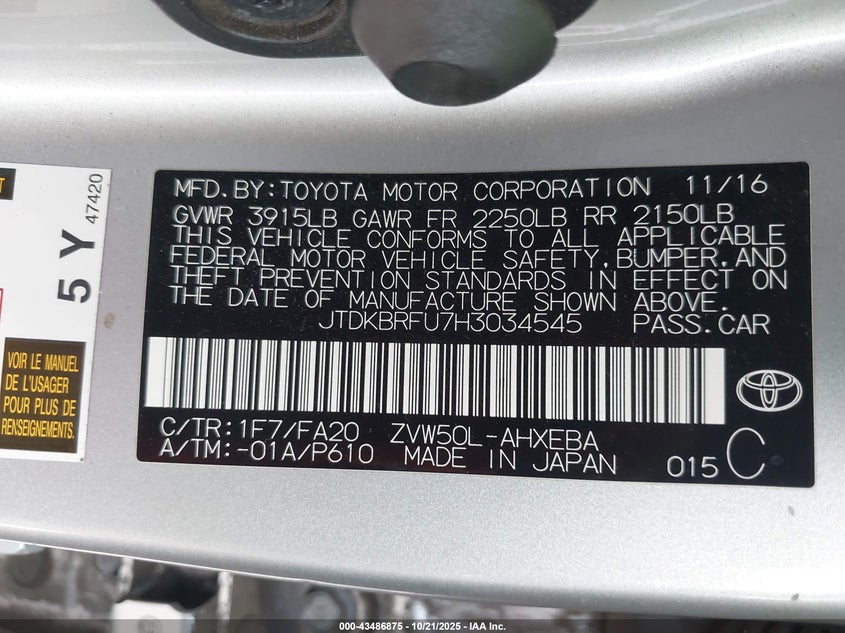 T
47420
5 Y
VOIR LE MANUEL
DE L'USAGER
POUR PLUS DE
RENSEIGNEMENTS.
MFD.BY:TOYOTA MOTOR CORPORATION 11/16
GVWR 3915LB GAWR FR 2250LB RR 2150LB
THIS VEHICLE CONFORMS TO ALL APPLICABLE
FEDERAL MOTOR VEHICLE SAFETY,BUMPER,AND
THEFT PREVENTION STANDARDS IN EFFECT ON
THE DATE OF MANUFACTURE SHOWN ABOVE.
JTDKBRFU7H3034545 PASS.CAR
C/TR:1F7/FA20 ZVW50L-AHXEBA
A/TM:-01A/P610 MADE IN JAPAN 015 C
000-43486875 - 10/21/2025 - IAA Inc.